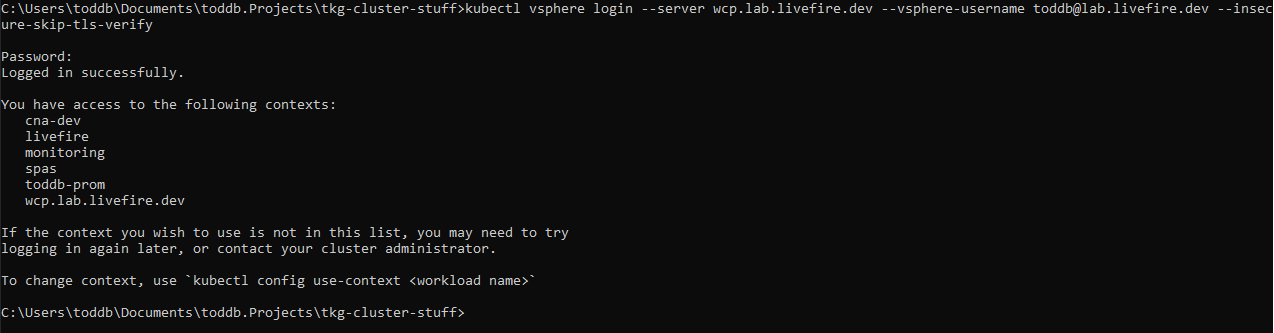 C:\Users\toddb\Documents\toddb.Projects\tkg-cluster-stuff>kubectl vsphere login --server wcp.lab.livefire.dev --vsphere-username toddb@lab.livefire.dev --insec
ure-skip-tls-verify
Password:
Logged in successfully.
You have access to the following contexts:
cna-dev
livefire
monitoring
spas
toddb-prom
wcp.lab.livefire.dev
If the context you wish to use is not in this list, you may need to try
logging in again later, or contact your cluster administrator.
To change context, use `kubectl config use-context <workload name>`
C:\Users\toddb\Documents\toddb.Projects\tkg-cluster-stuff>